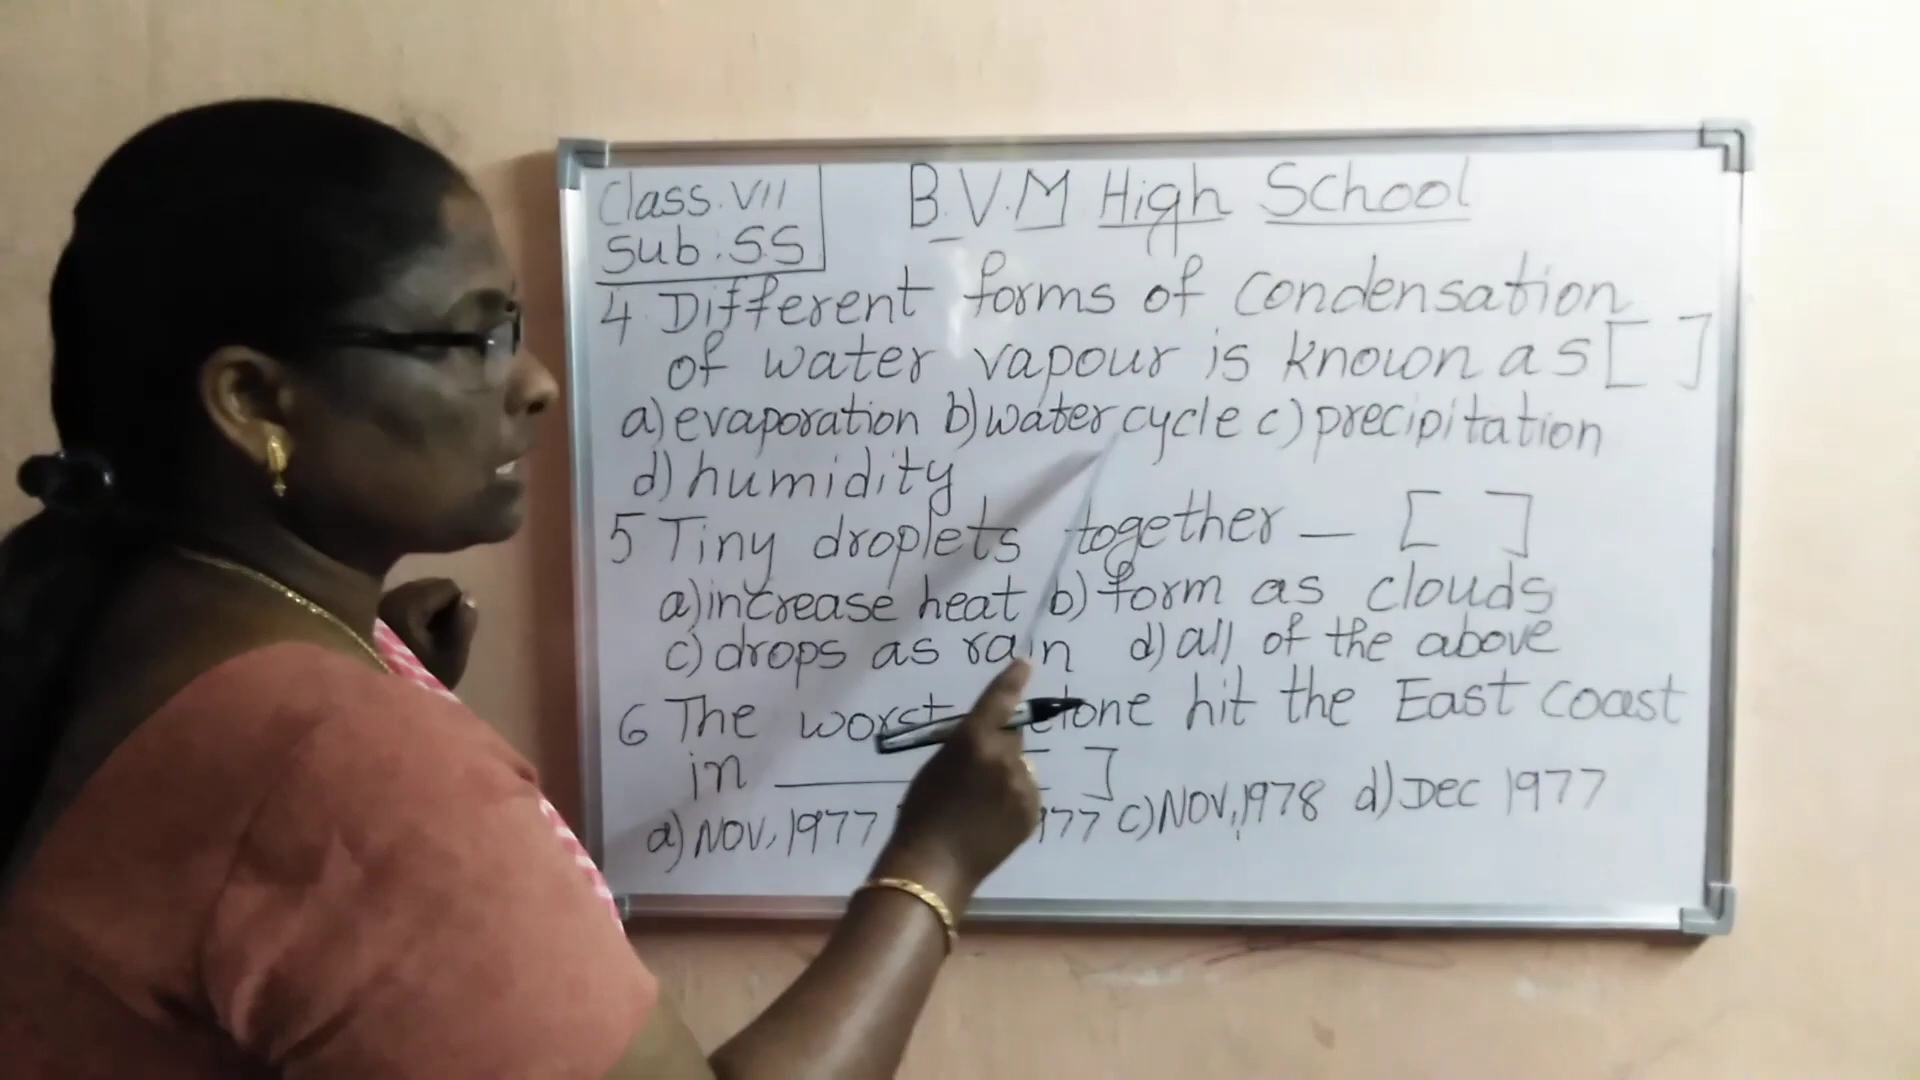 Class.VII
Sub:SS
B.V.M High School
4 Different forms of condensation
of water vapour is known as [ ]
a) evaporation b) water cycle c) precipitation
d) humidity
5 Tiny droplets together — [ ]
a) increase heat b) form as clouds
c) drops as rain d) all of the above
6 The worst hit the East coast
in ______ [ ]
a) NOV, 1977 c) NOV, 1978 d) Dec 1977